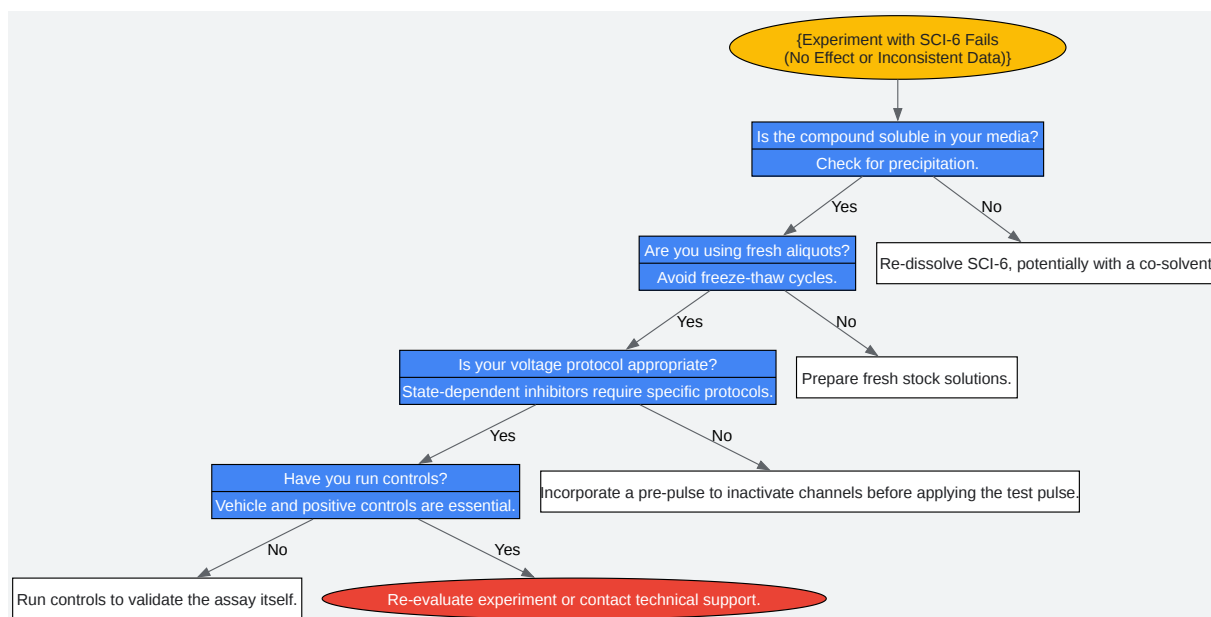 {Experiment with SCI-6 Fails
(No Effect or Inconsistent Data)}
Is the compound soluble in your media?
Check for precipitation.
Yes
No
Are you using fresh aliquots?
Avoid freeze-thaw cycles.
Re-dissolve SCI-6, potentially with a co-solvent
Yes
No
Is your voltage protocol appropriate?
State-dependent inhibitors require specific protocols.
Prepare fresh stock solutions.
Yes
No
Have you run controls?
Vehicle and positive controls are essential.
Incorporate a pre-pulse to inactivate channels before applying the test pulse.
No
Yes
Run controls to validate the assay itself.
Re-evaluate experiment or contact technical support.